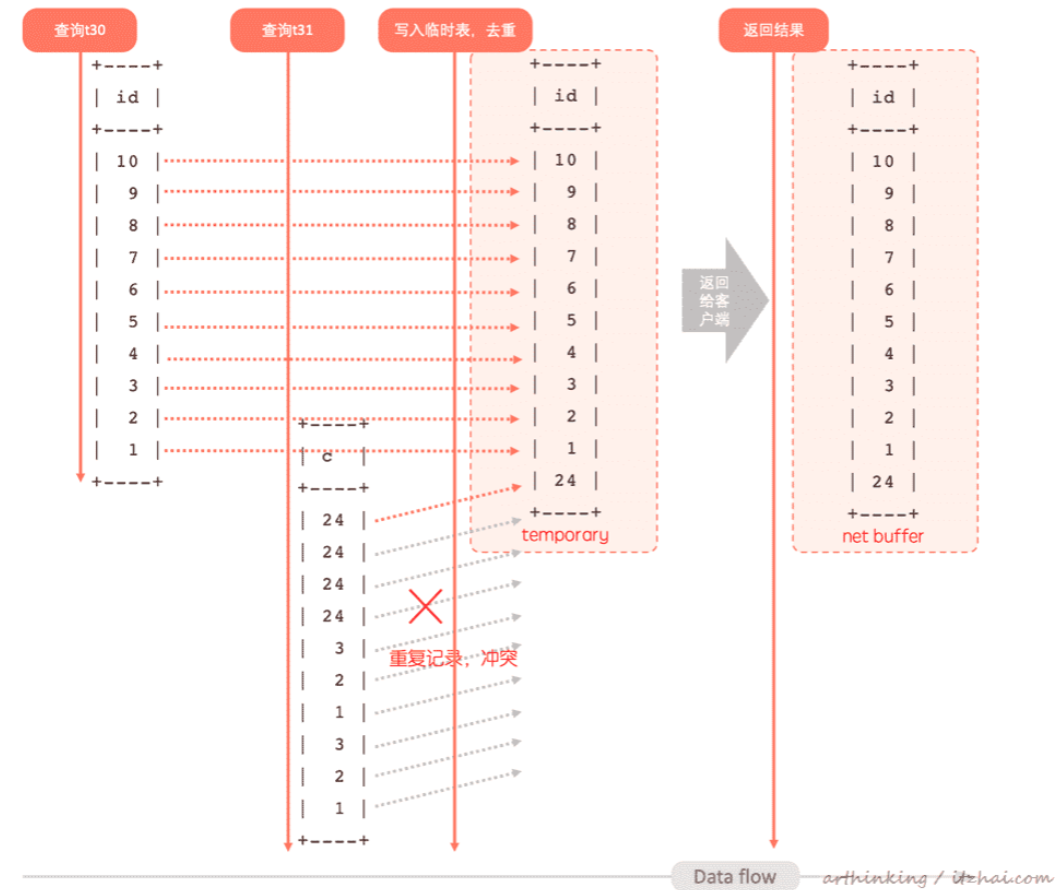 查询t30
查询t31
写入临时表，去重
返回结果
+----+
| id |
+----+
| 10 |
| 9 |
| 8 |
| 7 |
| 6 |
| 5 |
| 4 |
| 3 |
| 2 |
| 1 |
+----+
+----+
| c |
+----+
| 24 |
| 24 |
| 24 |
| 24 |
| 3 |
| 2 |
| 1 |
| 3 |
| 2 |
| 1 |
+----+
重复记录，冲突
+----+
| id |
+----+
| 10 |
| 9 |
| 8 |
| 7 |
| 6 |
| 5 |
| 4 |
| 3 |
| 2 |
| 1 |
| 24 |
+----+
temporary
返回
给客
户端
+----+
| id |
+----+
| 10 |
| 9 |
| 8 |
| 7 |
| 6 |
| 5 |
| 4 |
| 3 |
| 2 |
| 1 |
| 24 |
+----+
net buffer
Data flow
arthinking / itzhai.com